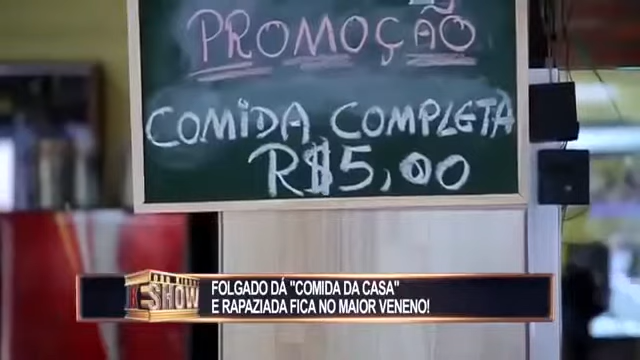 PROMOÇÃO
COMIDA COMPLETA
R$5,00
FOLGADO DÁ "COMIDA DA CASA"
SHOW
E RAPAZIADA FICA NO MAIOR VENENO!